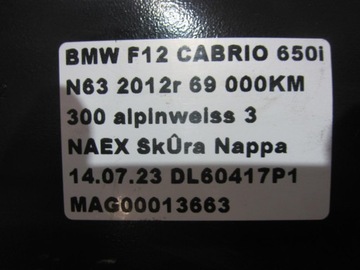 BMW F12 CABRIO 650i
N63 2012r 69 000KM
300 alpinweiss 3
NAEX SkÛra Nappa
14.07.23 DL60417P1
MAG00013663